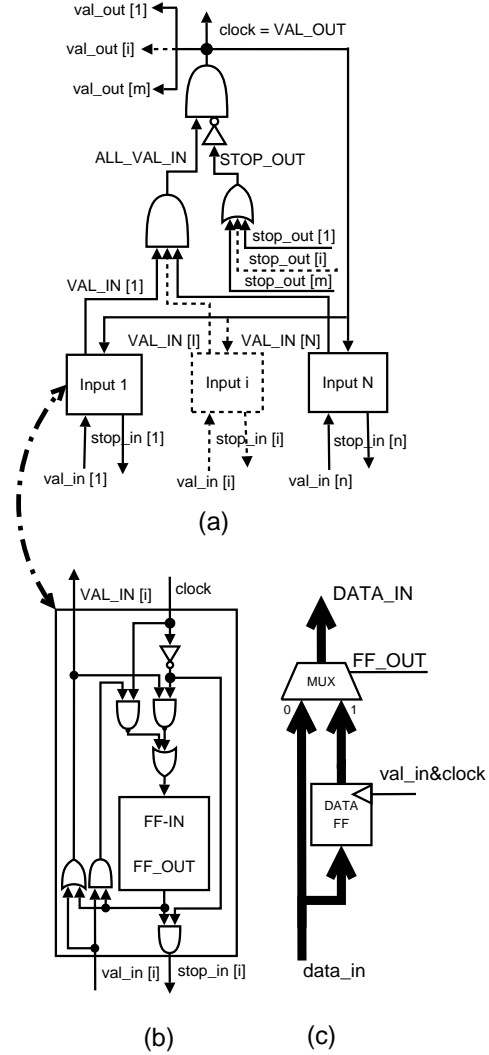 val_out [1]
clock = VAL_OUT
val_out [i]
val_out [m]
ALL_VAL_IN
STOP_OUT
stop_out [1]
stop_out [i]
stop_out [m]
VAL_IN [1]
VAL_IN [I]
VAL_IN [N]
Input 1
Input i
Input N
stop_in [1]
stop_in [i]
stop_in [n]
val_in [1]
val_in [i]
val_in [n]
(a)
VAL_IN [i]
clock
FF-IN
FF_OUT
val_in [i]
stop_in [i]
(b)
DATA_IN
FF_OUT
MUX
0
1
val_in&clock
DATA
FF
data_in
(c)